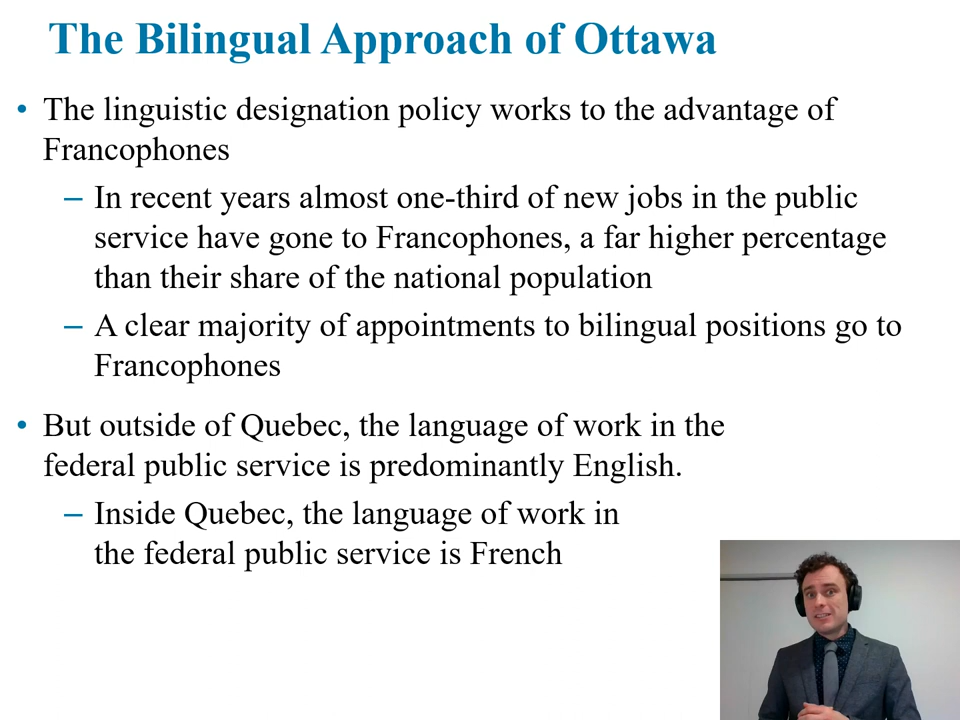 The Bilingual Approach of Ottawa
• The linguistic designation policy works to the advantage of
Francophones
– In recent years almost one-third of new jobs in the public
service have gone to Francophones, a far higher percentage
than their share of the national population
– A clear majority of appointments to bilingual positions go to
Francophones
• But outside of Quebec, the language of work in the
federal public service is predominantly English.
– Inside Quebec, the language of work in
the federal public service is French